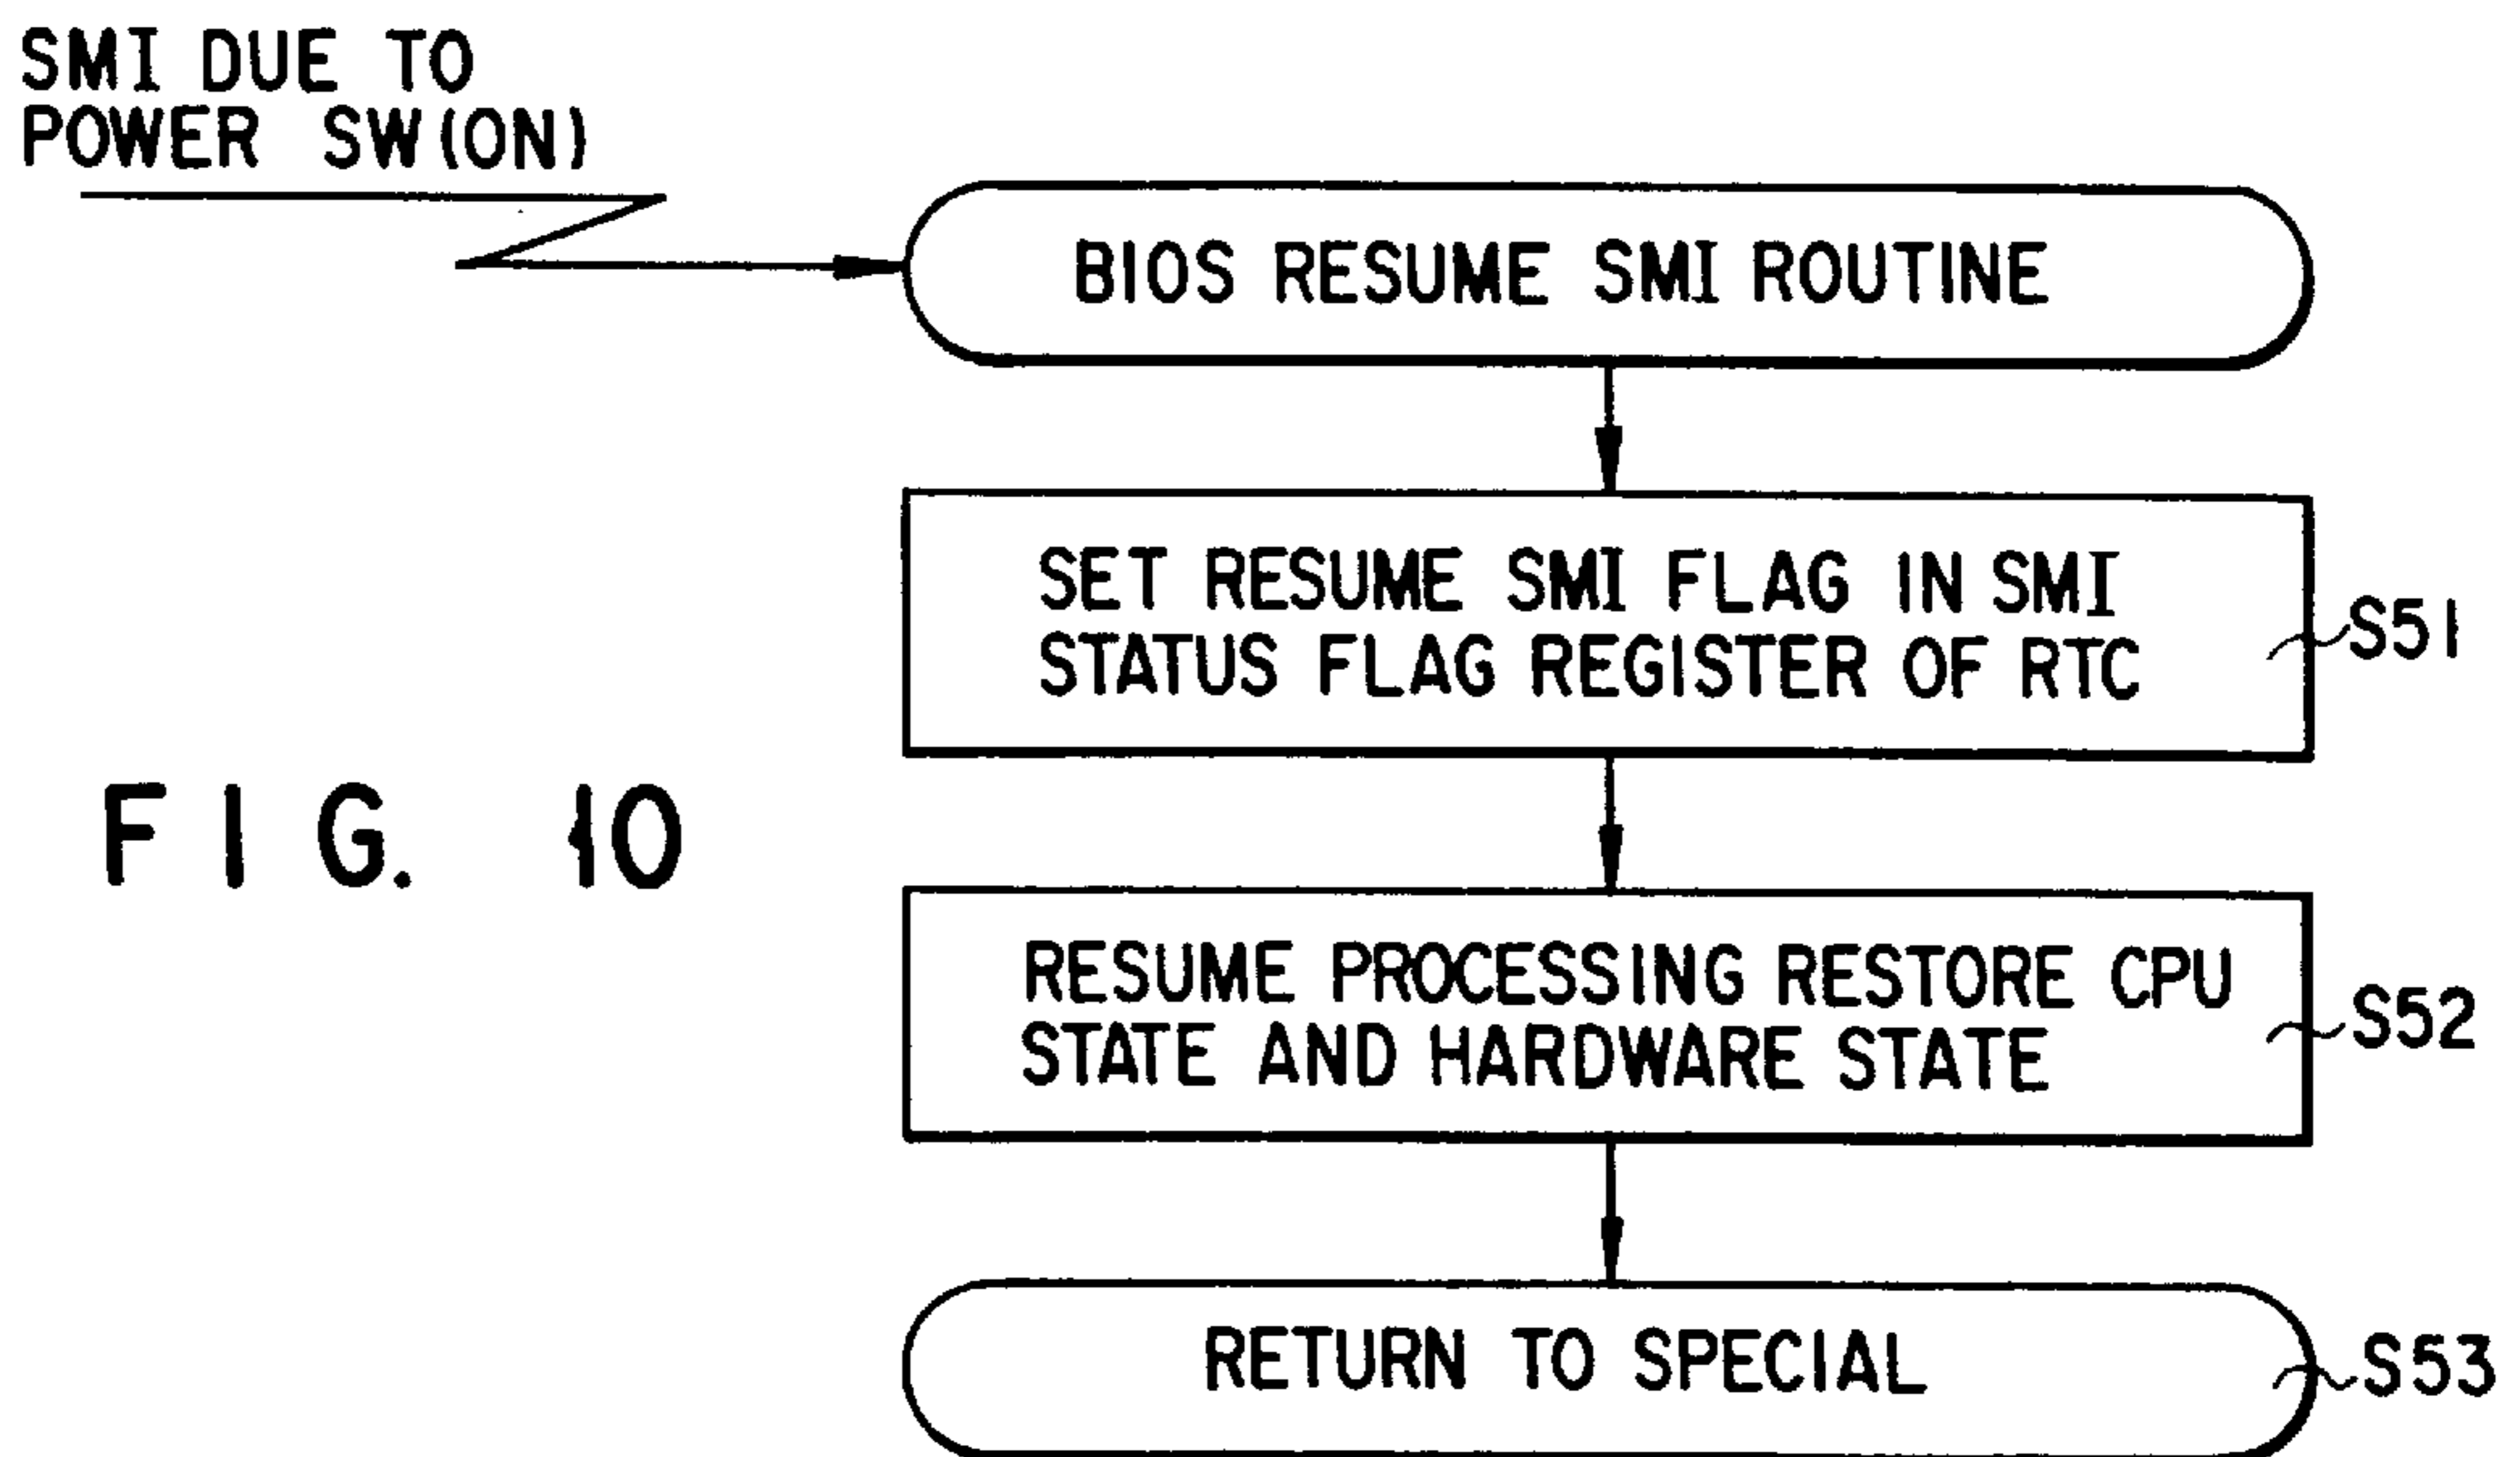 SMI DUE TO
POWER SW(ON)
BIOS RESUME SMI ROUTINE
SET RESUME SMI FLAG IN SMI
STATUS FLAG REGISTER OF RTC
S51
FIG. 10
RESUME PROCESSING RESTORE CPU
STATE AND HARDWARE STATE
S52
RETURN TO SPECIAL
S53